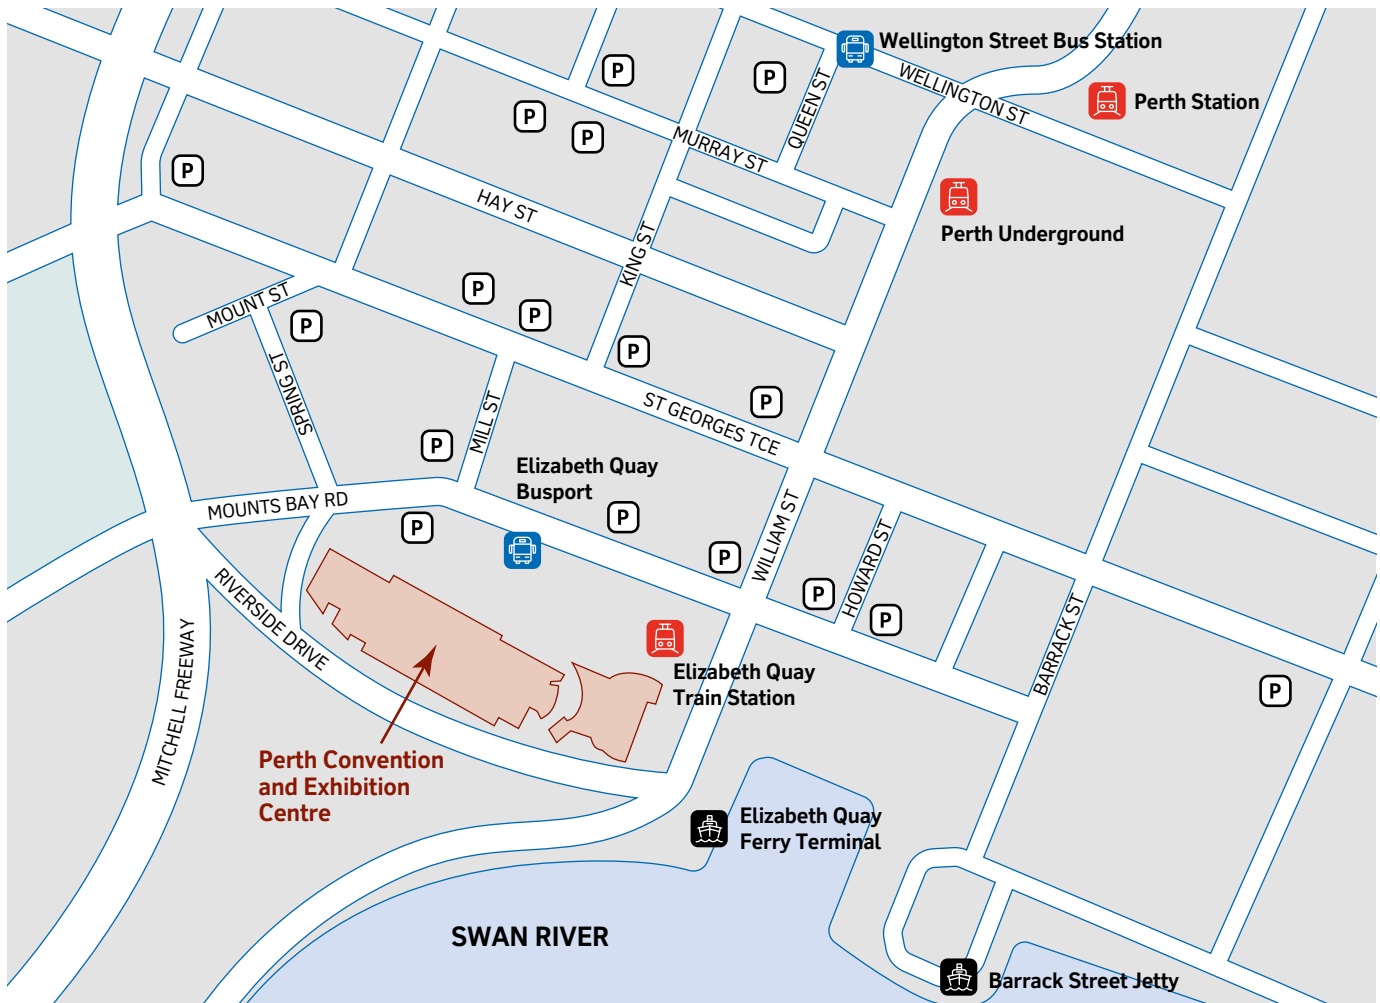 Wellington Street Bus Station
WELLINGTON ST
Perth Station
P
P
P
P
P
QUEEN ST
MURRAY ST
P
HAY ST
Perth Underground
KING ST
MOUNT ST
P
P
P
P
SPRING ST
P
ST GEORGES TCE
MILL ST
P
Elizabeth Quay
Busport
MOUNTS BAY RD
P
P
P
WILLIAM ST
HOWARD ST
P
P
RIVERSIDE DRIVE
BARRACK ST
MITCHELL FREEWAY
Elizabeth Quay
Train Station
P
Perth Convention
and Exhibition
Centre
Elizabeth Quay
Ferry Terminal
SWAN RIVER
Barrack Street Jetty